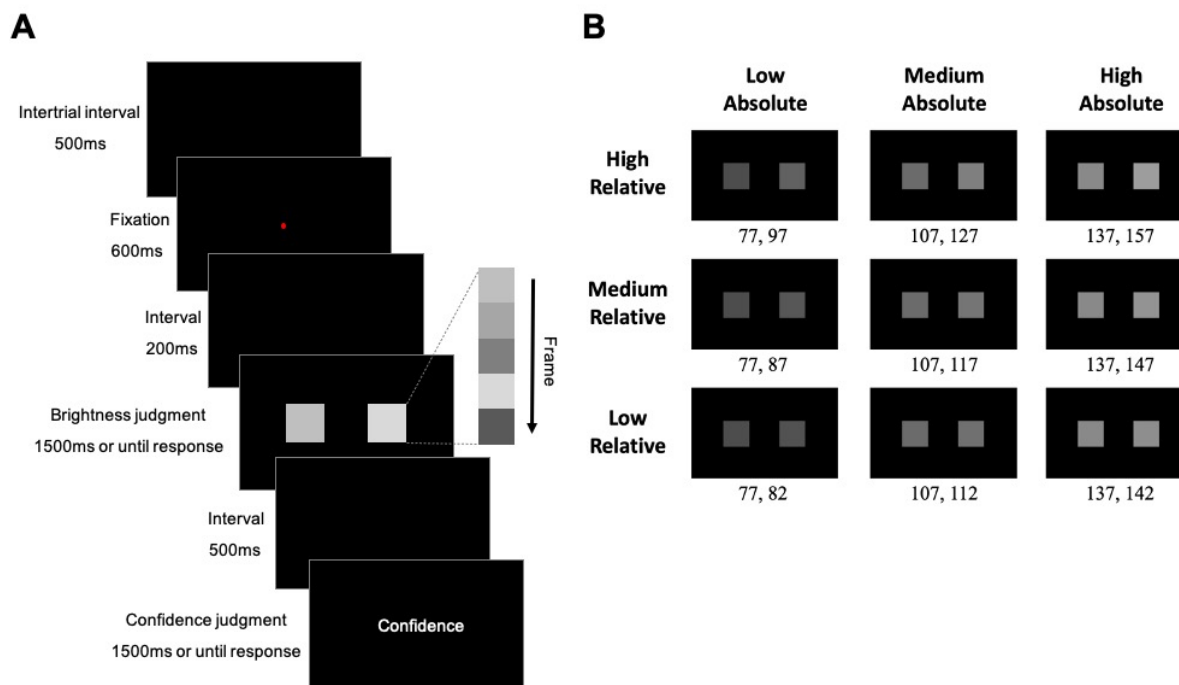 A
Intertrial interval
500ms
Fixation
600ms
Interval
200ms
Frame
Brightness judgment
1500ms or until response
Interval
500ms
Confidence judgment
1500ms or until response
Confidence
B
Low
Absolute
Medium
Absolute
High
Absolute
High
Relative
77, 97
107, 127
137, 157
Medium
Relative
77, 87
107, 117
137, 147
Low
Relative
77, 82
107, 112
137, 142